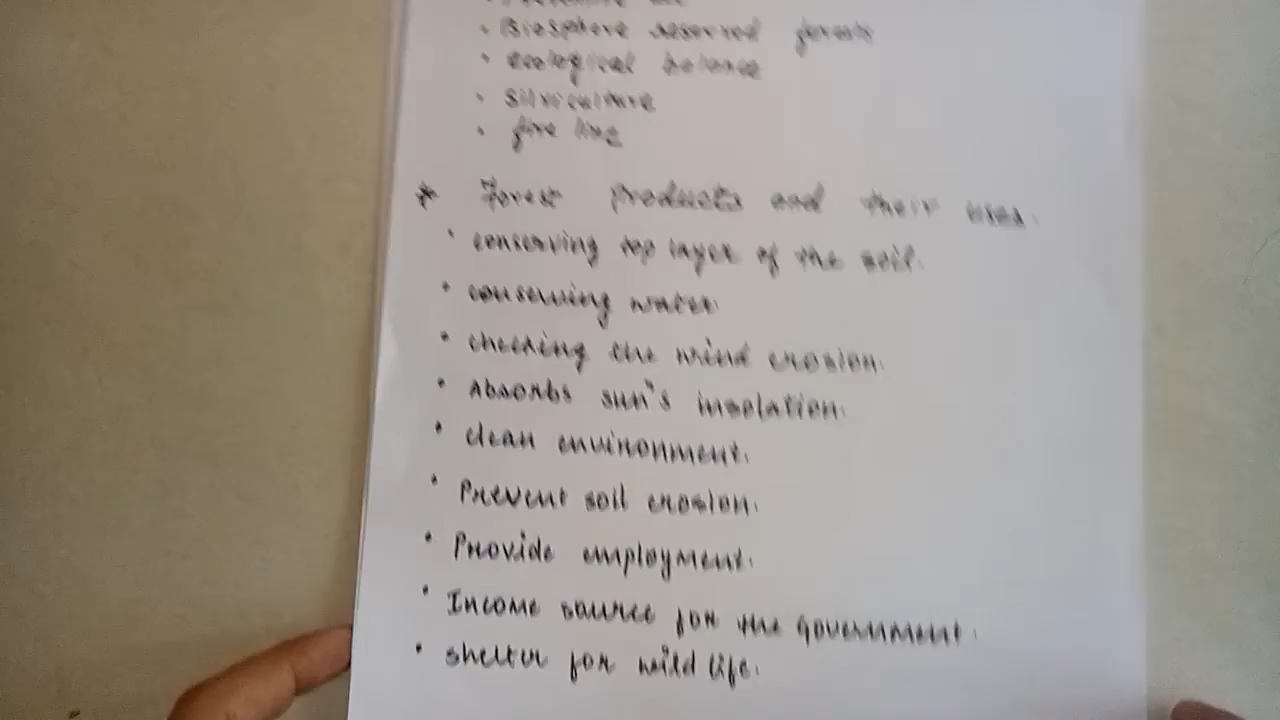 • Biosphere reserved forests
• ecological balance
• Silviculture
• fire line
* Forest Products and their uses.
• conserving top layer of the soil.
• conserving water.
• checking the wind erosion.
• Absorbs sun's insolation.
• clean environment.
• Prevent soil erosion.
• Provide employment.
• Income source for the government.
• shelter for wild life.